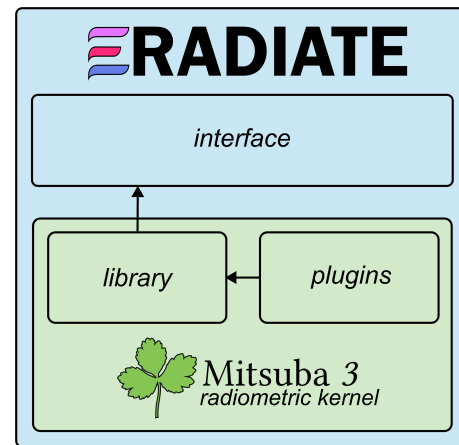 ERADIATE
interface
library
plugins
Mitsuba 3
radiometric kernel